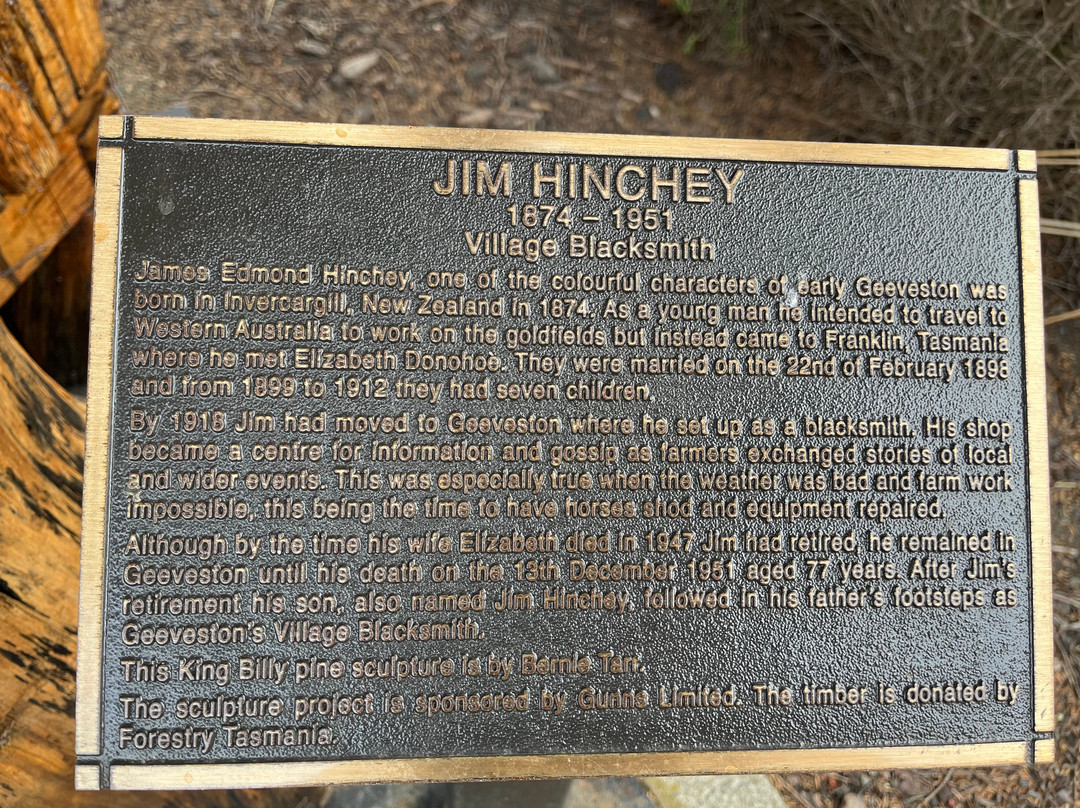 JIM HINCHEY
1874 – 1951
Village Blacksmith
James Edmond Hinchey, one of the colourful characters of early Geeveston was
born in Invercargill, New Zealand in 1874. As a young man he intended to travel to
Western Australia to work on the goldfields but instead came to Franklin, Tasmania
where he met Elizabeth Donohoe. They were married on the 22nd of February 1898
and from 1899 to 1912 they had seven children.
By 1918 Jim had moved to Geeveston where he set up as a blacksmith. His shop
became a centre for information and gossip as farmers exchanged stories of local
and wider events. This was especially true when the weather was bad and farm work
impossible, this being the time to have horses shod and equipment repaired.
Although by the time his wife Elizabeth died in 1947 Jim had retired, he remained in
Geeveston until his death on the 13th December 1951 aged 77 years. After Jim's
retirement his son, also named Jim Hinchey, followed in his father's footsteps as
Geeveston's Village Blacksmith.
This King Billy pine sculpture is by Bernie Tarr.
The sculpture project is sponsored by Gunns Limited. The timber is donated by
Forestry Tasmania.